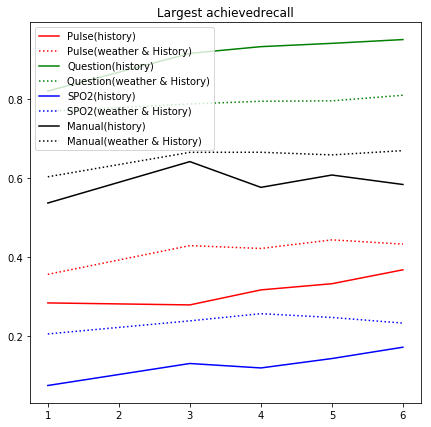 Largest achievedrecall
Pulse(history)
Pulse(weather & History)
Question(history)
Question(weather & History)
SPO2(history)
SPO2(weather & History)
Manual(history)
Manual(weather & History)
0.8
0.6
0.4
0.2
1 2 3 4 5 6